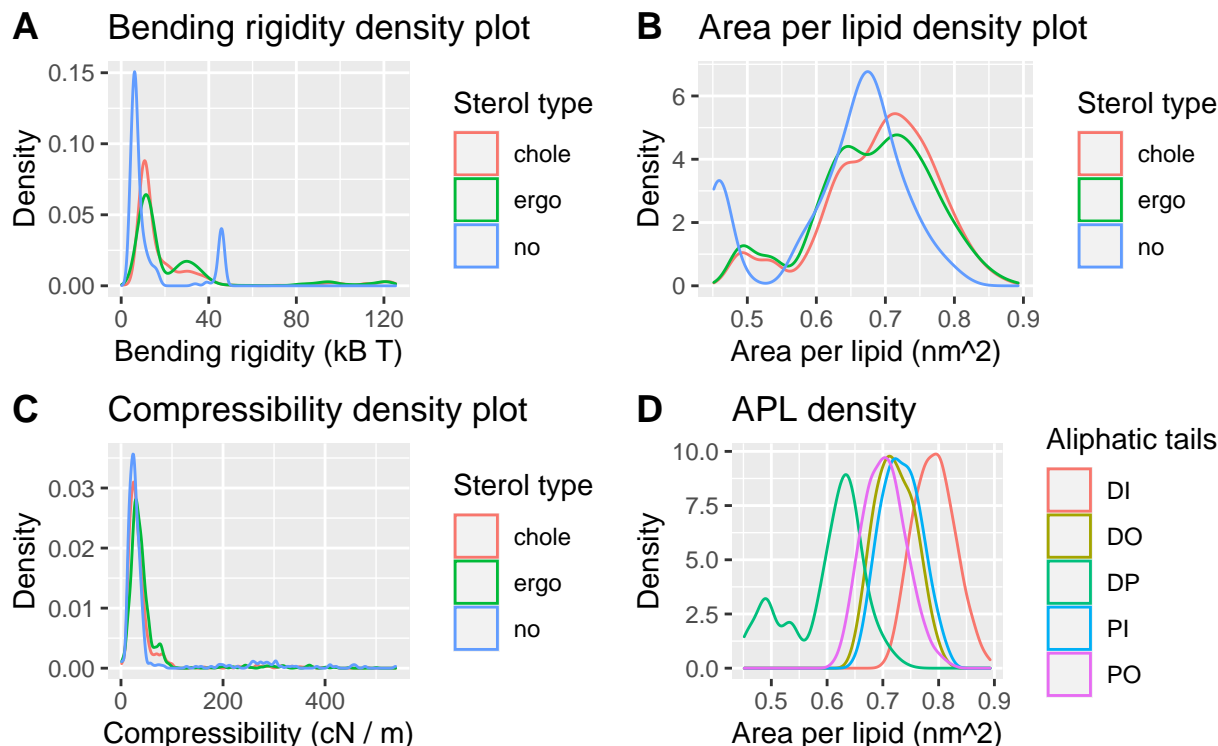 A
Bending rigidity density plot
0.15
0.10
0.05
0.00
Density
0
40
80
120
Bending rigidity (kB T)
Sterol type
chole
ergo
no
B
Area per lipid density plot
6
4
2
0
Density
0.5
0.6
0.7
0.8
0.9
Area per lipid (nm^2)
Sterol type
chole
ergo
no
C
Compressibility density plot
0.03
0.02
0.01
0.00
Density
0
200
400
Compressibility (cN / m)
Sterol type
chole
ergo
no
D
APL density
10.0
7.5
5.0
2.5
0.0
Density
0.5
0.6
0.7
0.8
0.9
Area per lipid (nm^2)
Aliphatic tails
DI
DO
DP
PI
PO